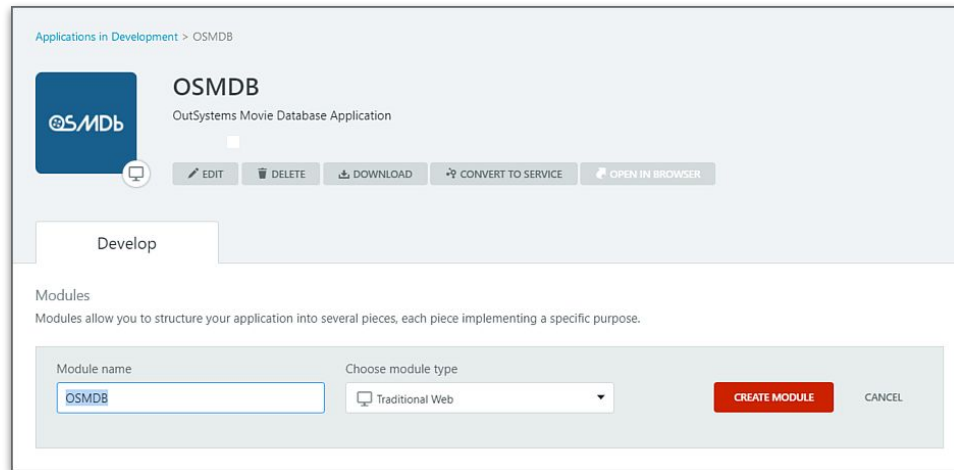 Applications in Development > OSMDB
OSMDb
OSMDB
OutSystems Movie Database Application
EDIT
DELETE
DOWNLOAD
CONVERT TO SERVICE
OPEN IN BROWSER
Develop
Modules
Modules allow you to structure your application into several pieces, each piece implementing a specific purpose.
Module name
Choose module type
OSMDB
Traditional Web
CREATE MODULE
CANCEL